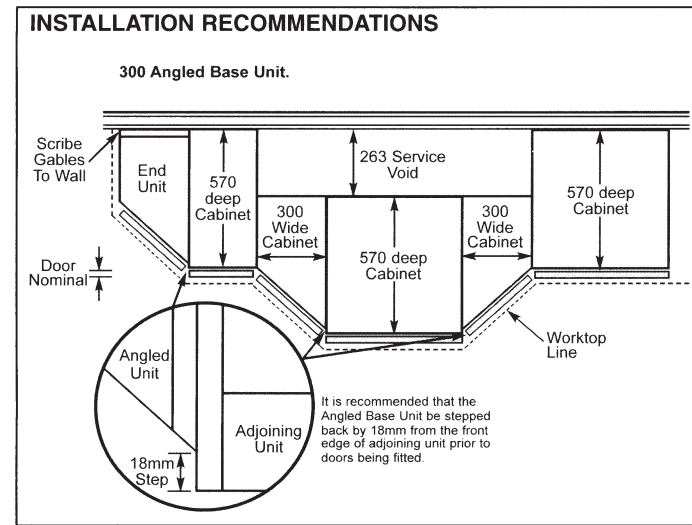 INSTALLATION RECOMMENDATIONS
300 Angled Base Unit.
Scribe
Gables
To Wall
End
Unit
570
deep
Cabinet
263 Service
Void
300
Wide
Cabinet
570 deep
Cabinet
300
Wide
Cabinet
570 deep
Cabinet
Door
Nominal
Worktop
Line
Angled
Unit
Adjoining
Unit
18mm
Step
It is recommended that the
Angled Base Unit be stepped
back by 18mm from the front
edge of adjoining unit prior to
doors being fitted.